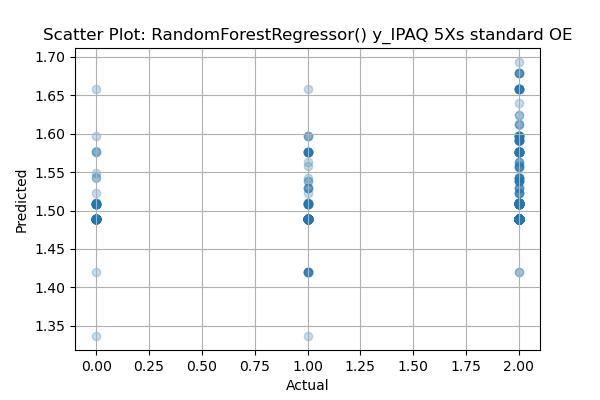 Scatter Plot: RandomForestRegressor() y_IPAQ 5Xs standard OE
1.70
1.65
1.60
1.55
1.50
1.45
1.40
1.35
Predicted
0.00 0.25 0.50 0.75 1.00 1.25 1.50 1.75 2.00
Actual